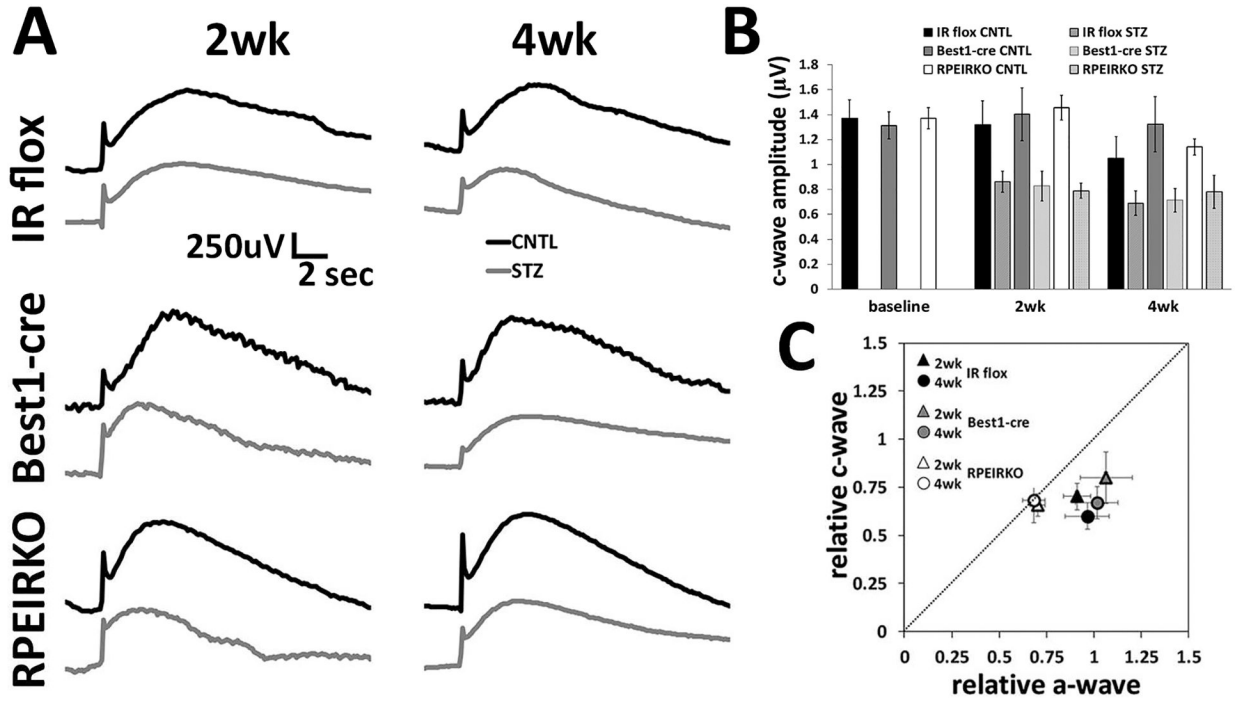 A
2wk 4wk
IR flox
250uV
2 sec
CNTL
STZ
Best1-cre
RPEIRKO
B
IR flox CNTL IR flox STZ
Best1-cre CNTL Best1-cre STZ
RPEIRKO CNTL RPEIRKO STZ
c-wave amplitude (μV)
1.8
1.6
1.4
1.2
1
0.8
0.6
0.4
0.2
0
baseline 2wk 4wk
C
relative c-wave
1.5
1.25
1
0.75
0.5
0.25
0
2wk
4wk
IR flox
2wk
4wk
Best1-cre
2wk
4wk
RPEIRKO
0 0.25 0.5 0.75 1 1.25 1.5
relative a-wave